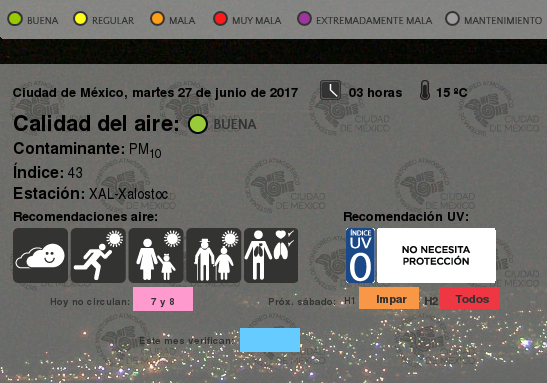 BUENA REGULAR MALA MUY MALA EXTREMADAMENTE MALA MANTENIMIENTO
Ciudad de México, martes 27 de junio de 2017 03 horas 15 ºC
Calidad del aire: BUENA
Contaminante: PM10
Índice: 43
Estación: XAL-Xalostoc
Recomendaciones aire: Recomendación UV:
ÍNDICE
UV
0
NO NECESITA
PROTECCIÓN
Hoy no circulan: 7 y 8 Próx. sábado: H1 Impar H2 Todos
Este mes verifican: